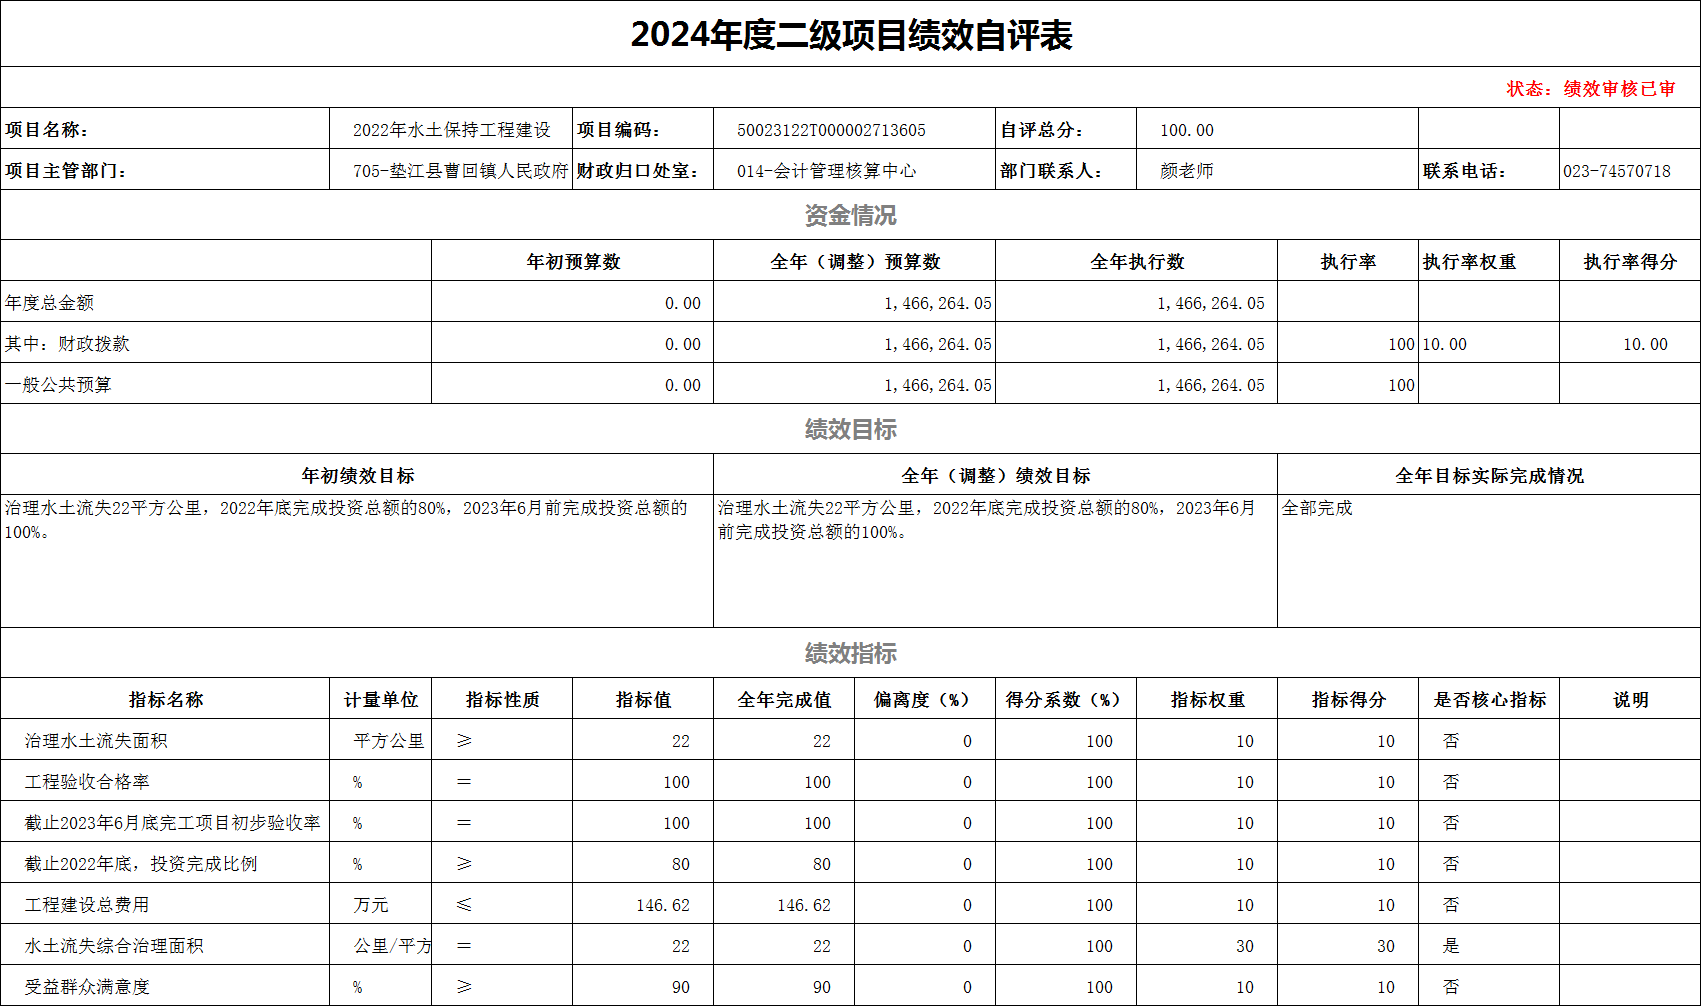 2024年度二级项目绩效自评表
状态：绩效审核已审
项目名称： 2022年水土保持工程建设 项目编码： 50023122T000002713605 自评总分： 100.00
项目主管部门： 705-垫江县曹回镇人民政府 财政归口处室： 014-会计管理核算中心 部门联系人： 颜老师 联系电话： 023-74570718
资金情况
年初预算数 全年（调整）预算数 全年执行数 执行率 执行率权重 执行率得分
年度总金额 0.00 1,466,264.05 1,466,264.05
其中：财政拨款 0.00 1,466,264.05 1,466,264.05 100 10.00 10.00
一般公共预算 0.00 1,466,264.05 1,466,264.05 100
绩效目标
年初绩效目标 全年（调整）绩效目标 全年目标实际完成情况
治理水土流失22平方公里，2022年底完成投资总额的80%，2023年6月前完成投资总额的
100%。
治理水土流失22平方公里，2022年底完成投资总额的80%，2023年6月
前完成投资总额的100%。
全部完成
绩效指标
指标名称 计量单位 指标性质 指标值 全年完成值 偏离度（%） 得分系数（%） 指标权重 指标得分 是否核心指标 说明
治理水土流失面积 平方公里 ≥ 22 22 0 100 10 10 否
工程验收合格率 % ＝ 100 100 0 100 10 10 否
截止2023年6月底完工项目初步验收率 % ＝ 100 100 0 100 10 10 否
截止2022年底，投资完成比例 % ≥ 80 80 0 100 10 10 否
工程建设总费用 万元 ≤ 146.62 146.62 0 100 10 10 否
水土流失综合治理面积 公里/平方 ＝ 22 22 0 100 30 30 是
受益群众满意度 % ≥ 90 90 0 100 10 10 否